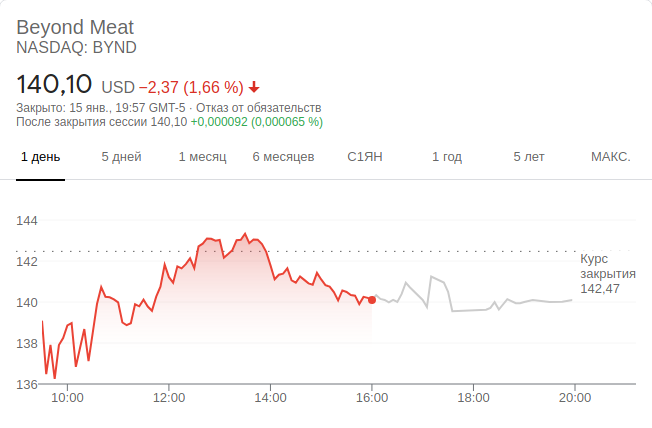 Beyond Meat
NASDAQ: BYND
140,10 USD −2,37 (1,66 %)
Закрыто: 15 янв., 19:57 GMT-5 · Отказ от обязательств
После закрытия сессии 140,10 +0,000092 (0,000065 %)
1 день 5 дней 1 месяц 6 месяцев С1ЯН 1 год 5 лет МАКС.
144
142
140
138
136
Курс
закрытия
142,47
10:00 12:00 14:00 16:00 18:00 20:00